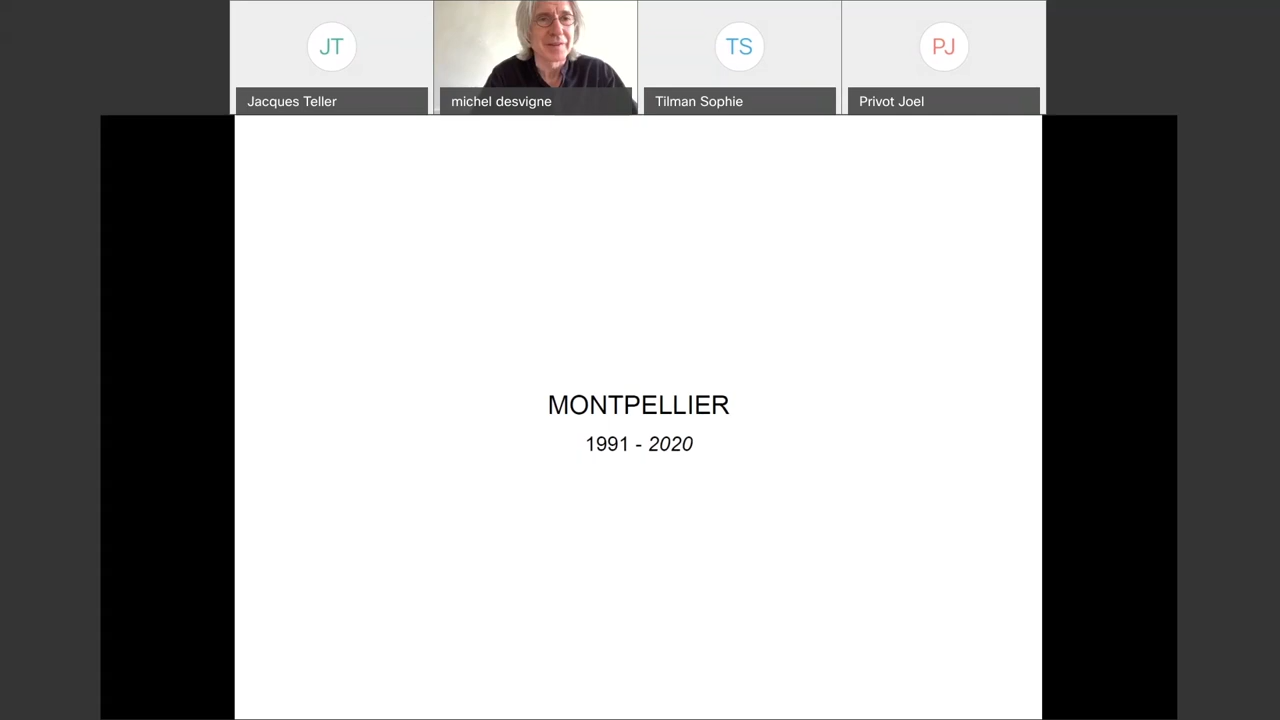 JT
TS
PJ
Jacques Teller
michel desvigne
Tilman Sophie
Privot Joel
MONTPELLIER
1991 - 2020